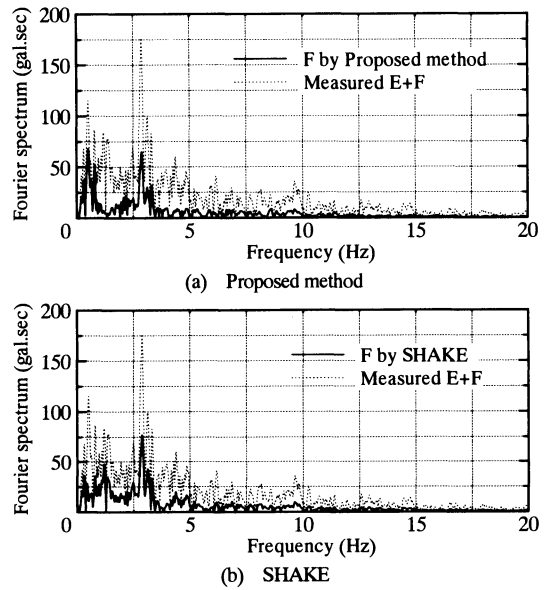 200
150
100
50
Fourier spectrum (gal.sec)
F by Proposed method
Measured E+F
0 5 10 15 20
Frequency (Hz)
(a) Proposed method
200
150
100
50
Fourier spectrum (gal.sec)
F by SHAKE
Measured E+F
0 5 10 15 20
Frequency (Hz)
(b) SHAKE